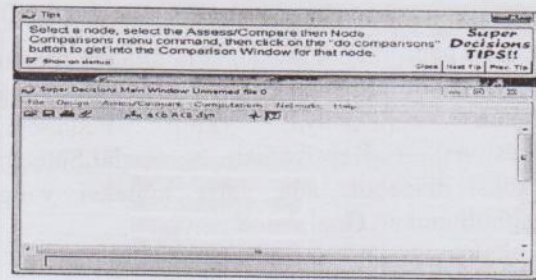 Tips
Select a node, select the Assess/Compare then Node
Comparisons menu command, then click on the "do comparisons"
button to get into the Comparison Window for that node.
Super
Decisions
TIPS!!
Show on startup
Close Next Tip Prev. Tip
Super Decisions Main Window: Unnamed file 0
File Design Assess/Compare Computations Networks Help